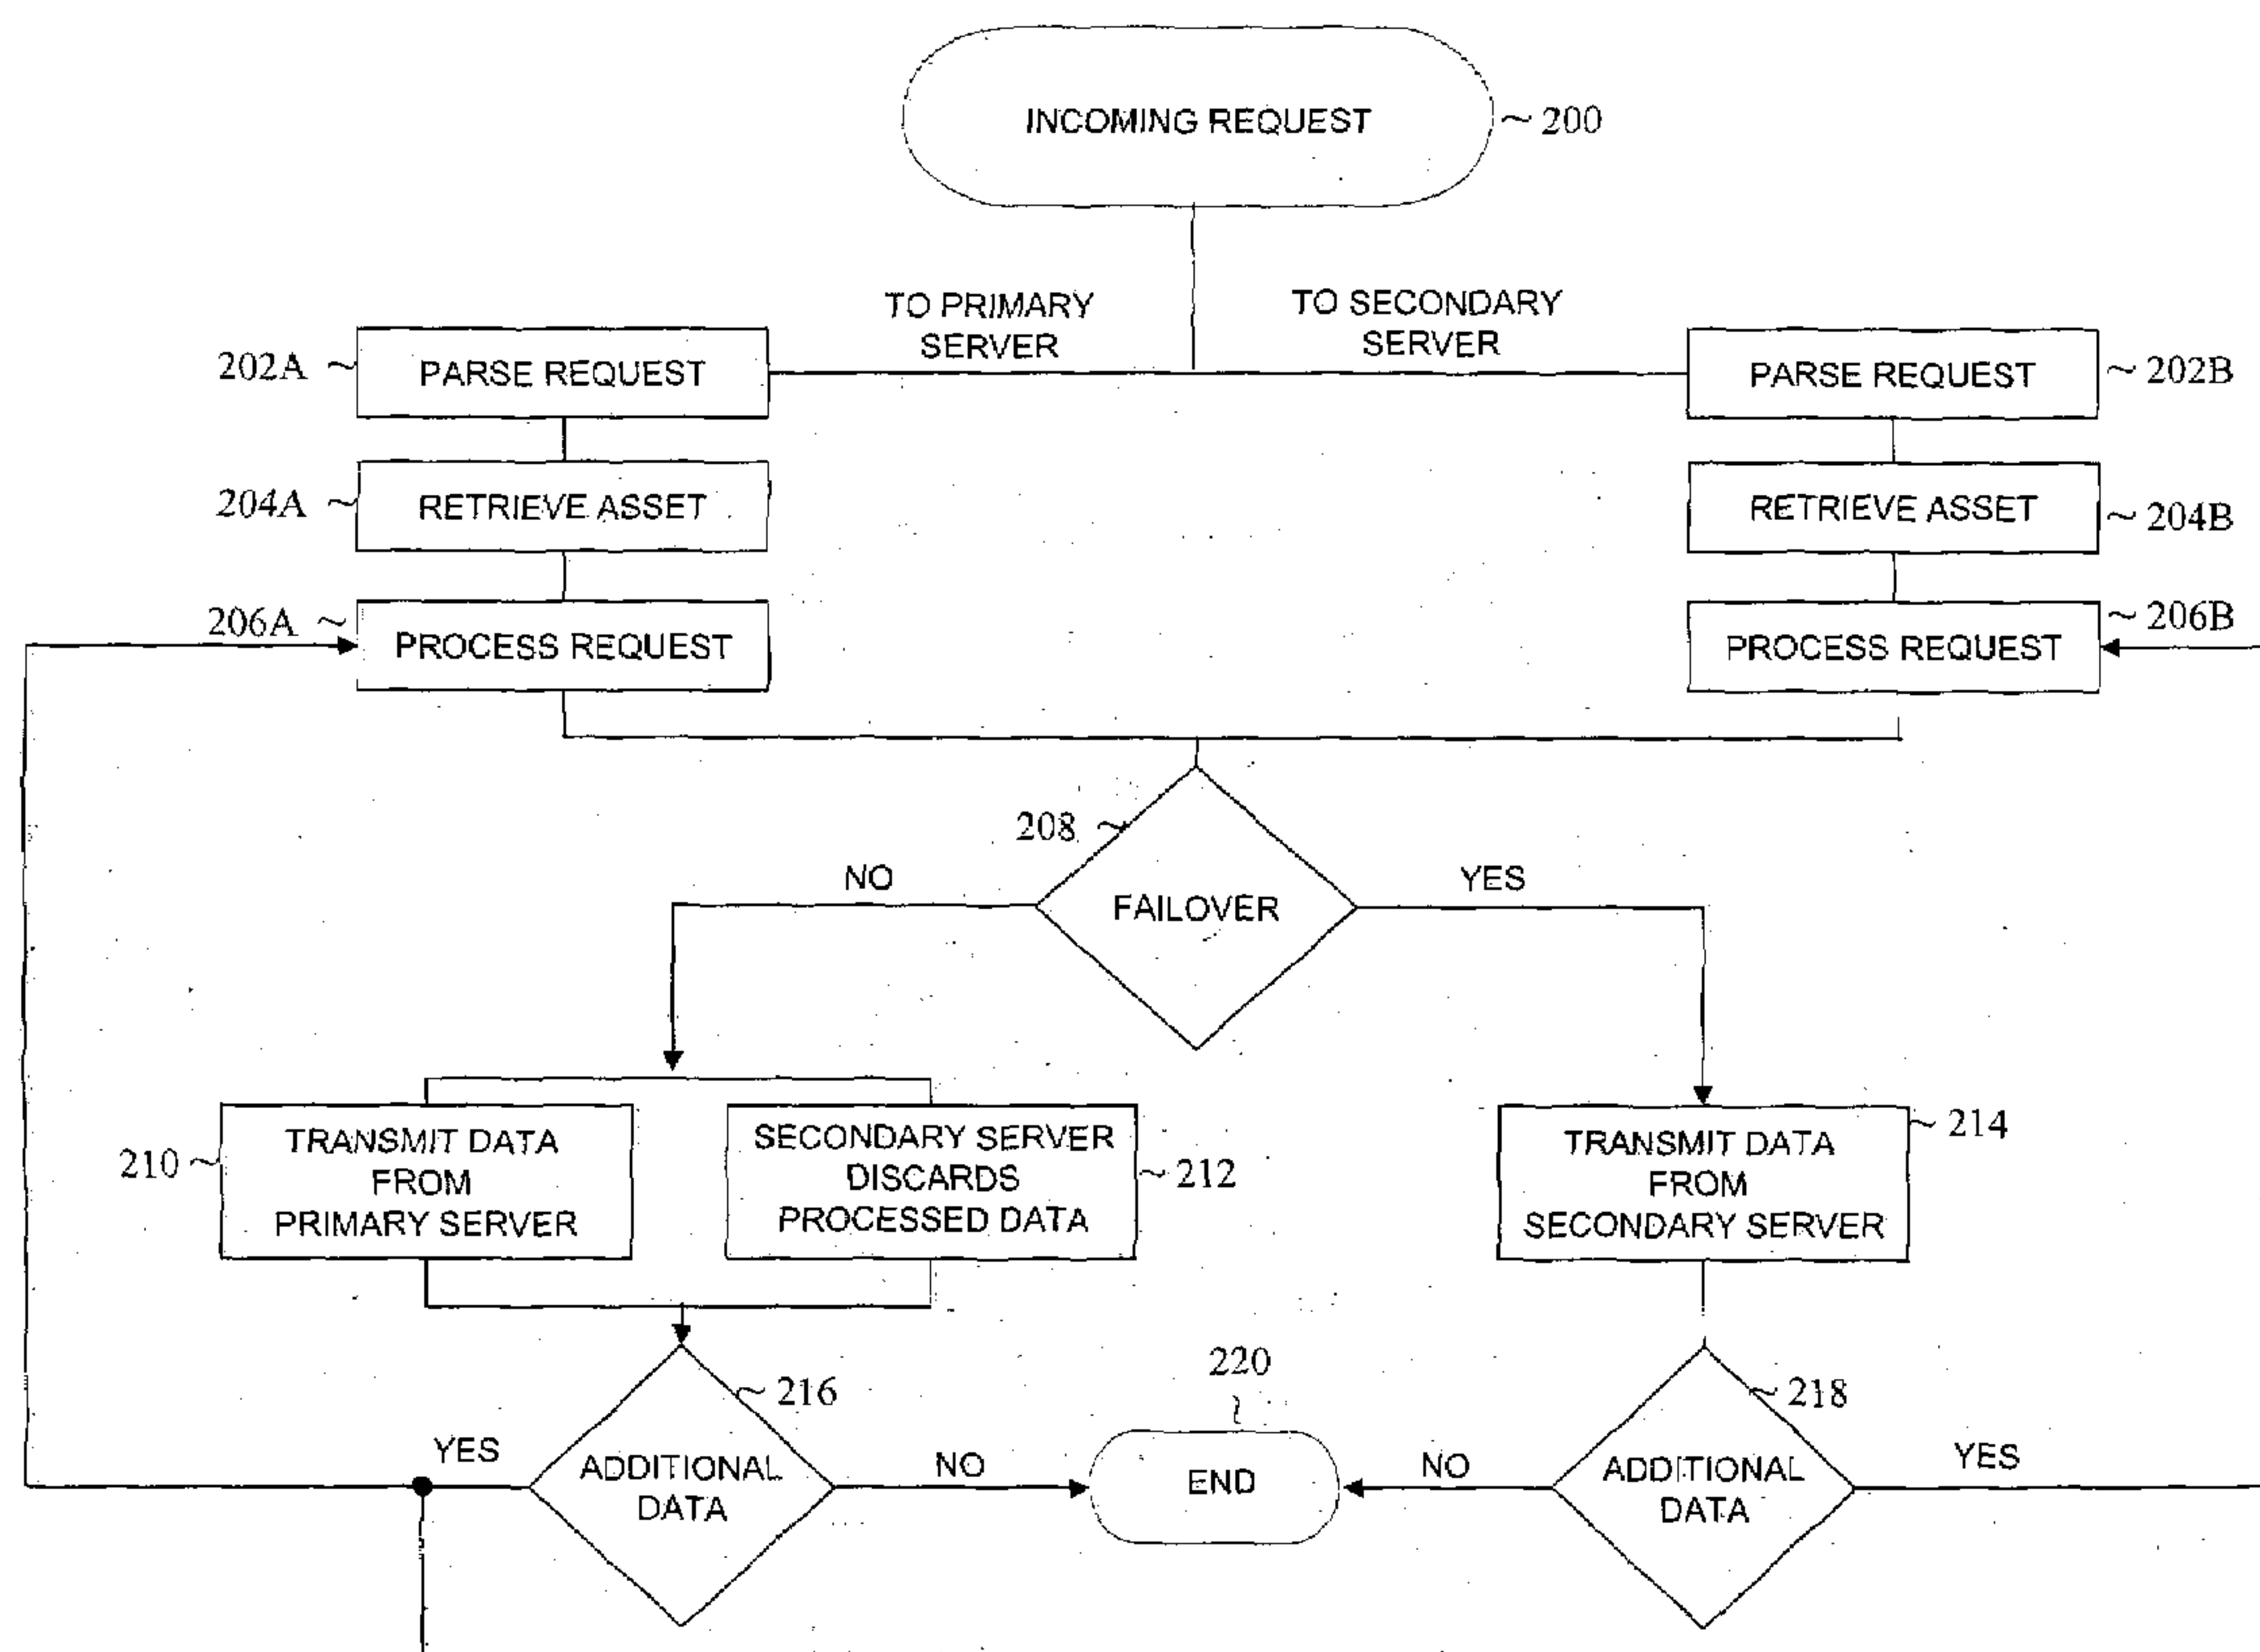 INCOMING REQUEST
200
TO PRIMARY
SERVER
TO SECONDARY
SERVER
202A
PARSE REQUEST
PARSE REQUEST
202B
204A
RETRIEVE ASSET
RETRIEVE ASSET
204B
206A
PROCESS REQUEST
PROCESS REQUEST
206B
208
NO
FAILOVER
YES
210
TRANSMIT DATA
FROM
PRIMARY SERVER
SECONDARY SERVER
DISCARDS
PROCESSED DATA
212
TRANSMIT DATA
FROM
SECONDARY SERVER
214
216
220
218
YES
ADDITIONAL
DATA
NO
END
NO
ADDITIONAL
DATA
YES